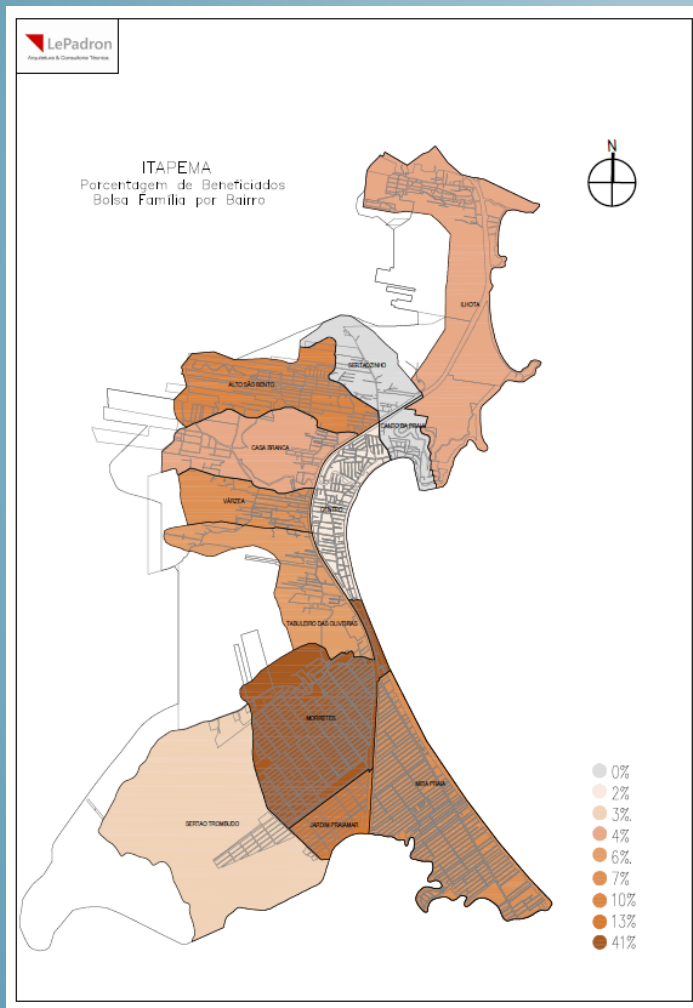 LePadron
Arquitetura & Consultoria Técnica
ITAPEMA
Porcentagem de Beneficiados
Bolsa Família por Bairro
N
ILHOTA
SERTÃOZINHO
ALTO SÃO BENTO
CANTO DA PRAIA
CASA BRANCA
VÁRZEA
CENTRO
TABULEIRO DAS OLIVEIRAS
MORRETES
MEIA PRAIA
SERTÃO TROMBUDO
JARDIM PRAIAMAR
0%
2%
3%.
4%
6%.
7%
10%
13%
41%